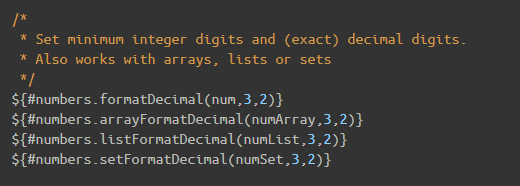 /*
 * Set minimum integer digits and (exact) decimal digits.
 * Also works with arrays, lists or sets
 */
${#numbers.formatDecimal(num,3,2)}
${#numbers.arrayFormatDecimal(numArray,3,2)}
${#numbers.listFormatDecimal(numList,3,2)}
${#numbers.setFormatDecimal(numSet,3,2)}